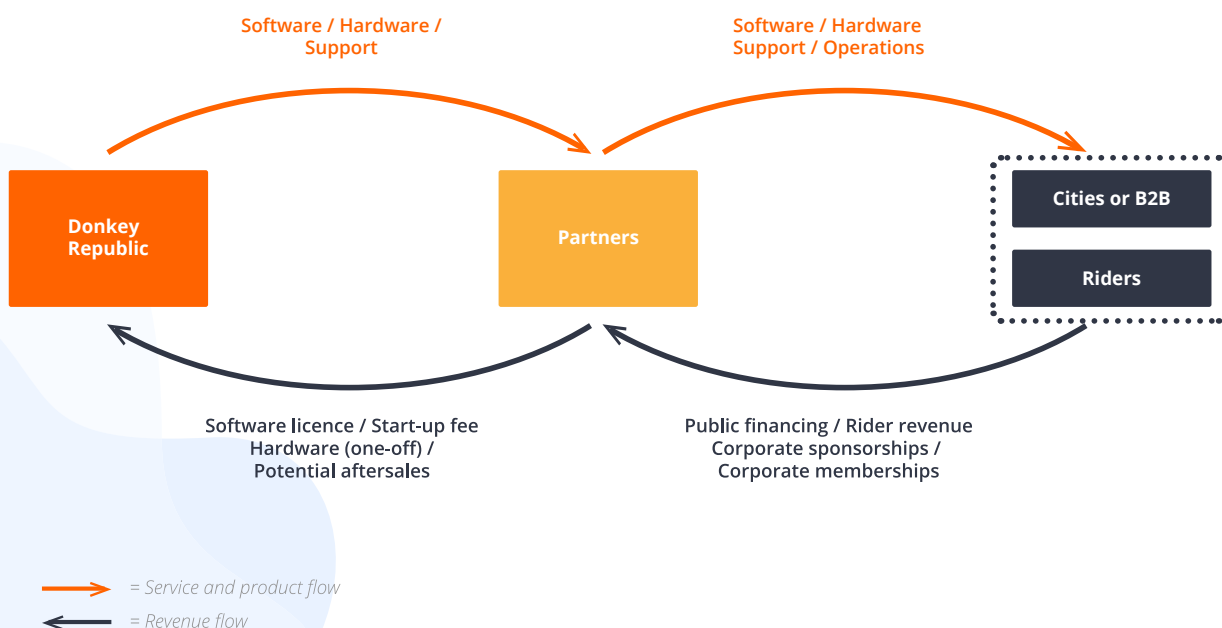 Software / Hardware /
Support
Software / Hardware
Support / Operations
Donkey
Republic
Partners
Cities or B2B
Riders
Software licence / Start-up fee
Hardware (one-off) /
Potential aftersales
Public financing / Rider revenue
Corporate sponsorships /
Corporate memberships
= Service and product flow
= Revenue flow